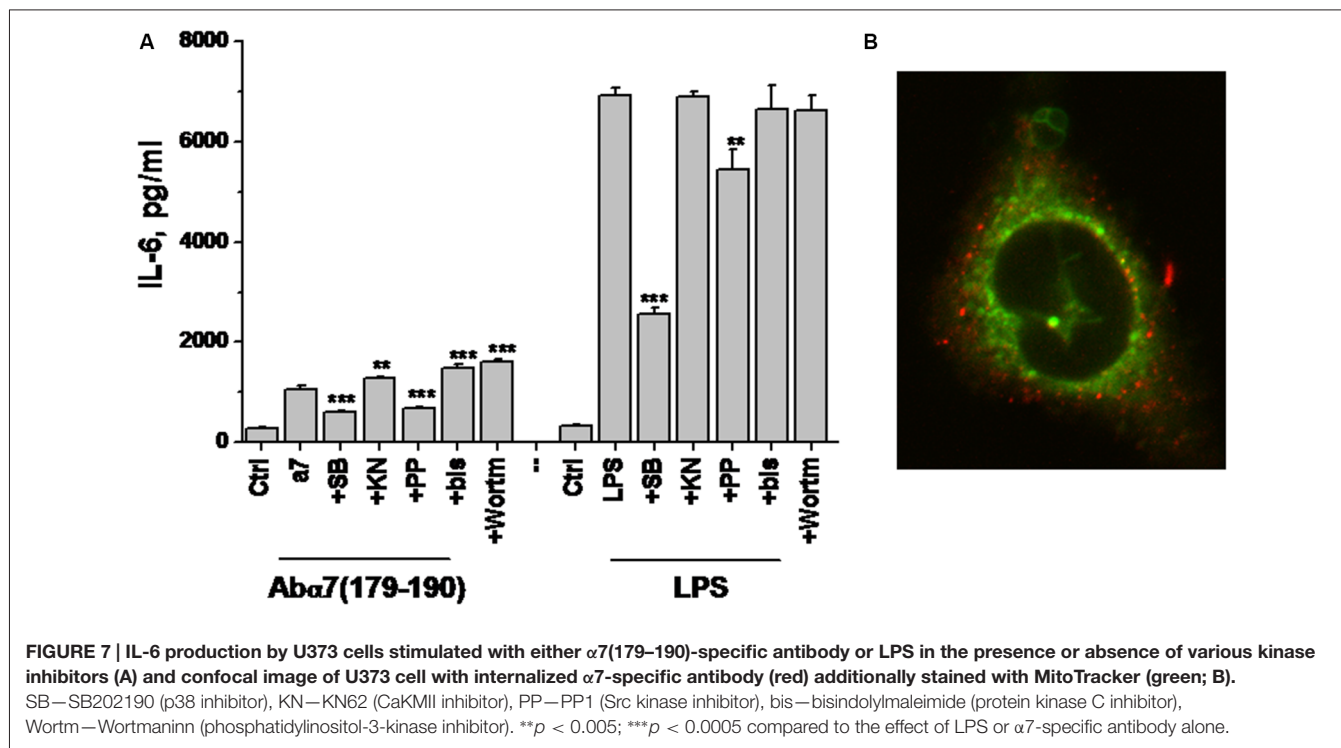 A
B
8000
6000
4000
2000
0
IL-6, pg/ml
***
**
***
***
***
***
**
Ctrl
a7
+SB
+KN
+PP
+bis
+Wortm
--
Ctrl
LPS
+SB
+KN
+PP
+bis
+Wortm
Abα7(179-190)
LPS
FIGURE 7 | IL-6 production by U373 cells stimulated with either α7(179–190)-specific antibody or LPS in the presence or absence of various kinase
inhibitors (A) and confocal image of U373 cell with internalized α7-specific antibody (red) additionally stained with MitoTracker (green; B).
SB—SB202190 (p38 inhibitor), KN—KN62 (CaKMII inhibitor), PP—PP1 (Src kinase inhibitor), bis—bisindolylmaleimide (protein kinase C inhibitor),
Wortm—Wortmaninn (phosphatidylinositol-3-kinase inhibitor). **p < 0.005; ***p < 0.0005 compared to the effect of LPS or α7-specific antibody alone.